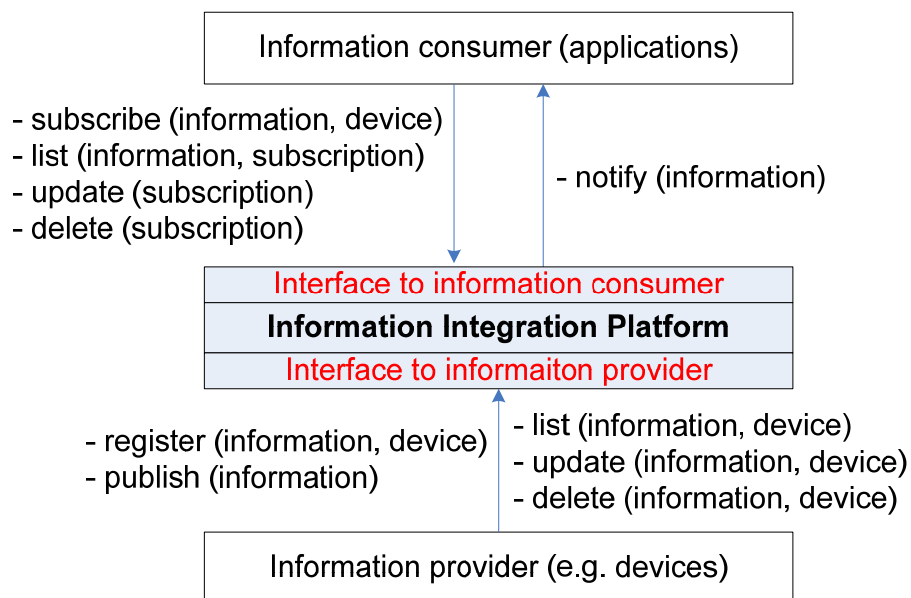 Information consumer (applications)
- subscribe (information, device)
- list (information, subscription)
- update (subscription)
- delete (subscription)
- notify (information)
Interface to information consumer
Information Integration Platform
Interface to informaiton provider
- register (information, device)
- publish (information)
- list (information, device)
- update (information, device)
- delete (information, device)
Information provider (e.g. devices)